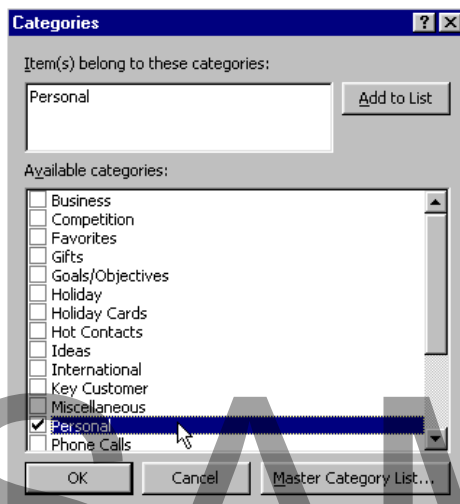 Categories
Item(s) belong to these categories:
Personal
Add to List
Available categories:
Business
Competition
Favorites
Gifts
Goals/Objectives
Holiday
Holiday Cards
Hot Contacts
Ideas
International
Key Customer
Miscellaneous
Personal
Phone Calls
OK Cancel Master Category List...